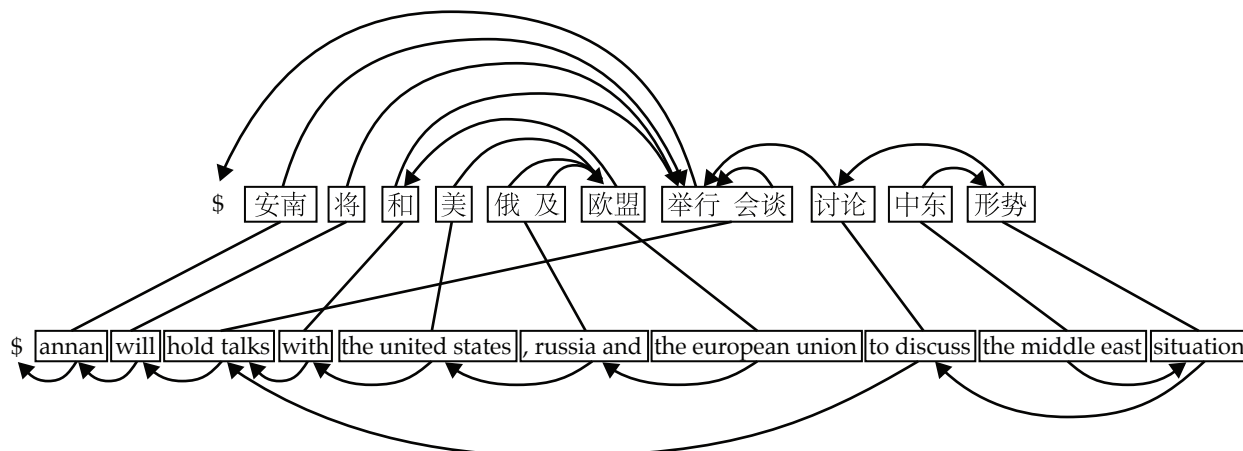 $ 安南 将 和 美 俄 及 欧盟 举行 会谈 讨论 中东 形势
$ annan will hold talks with the united states , russia and the european union to discuss the middle east situation